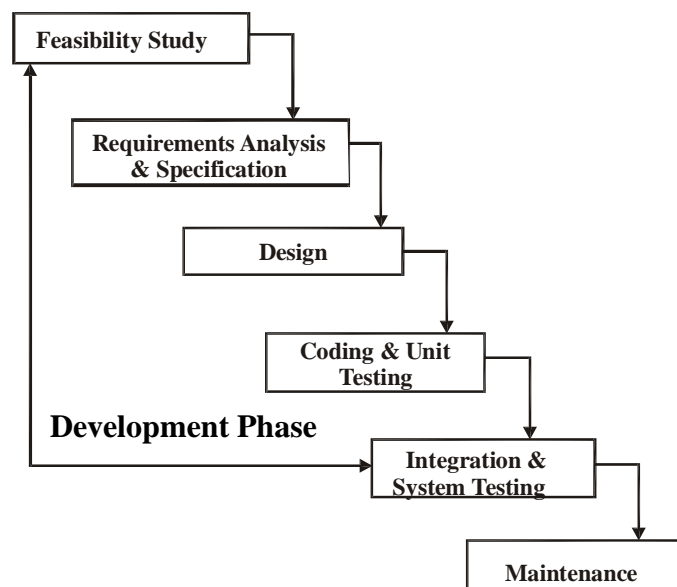 Feasibility Study
Requirements Analysis
& Specification
Design
Coding & Unit
Testing
Development Phase
Integration &
System Testing
Maintenance